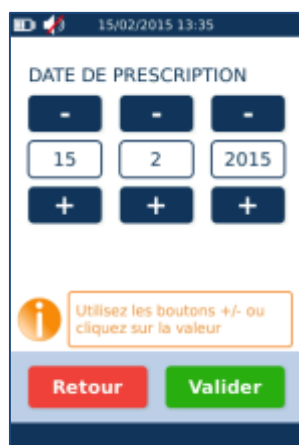 15/02/2015 13:35
DATE DE PRESCRIPTION
- - -
15 2 2015
+ + +
Utilisez les boutons +/- ou
cliquez sur la valeur
Retour Valider